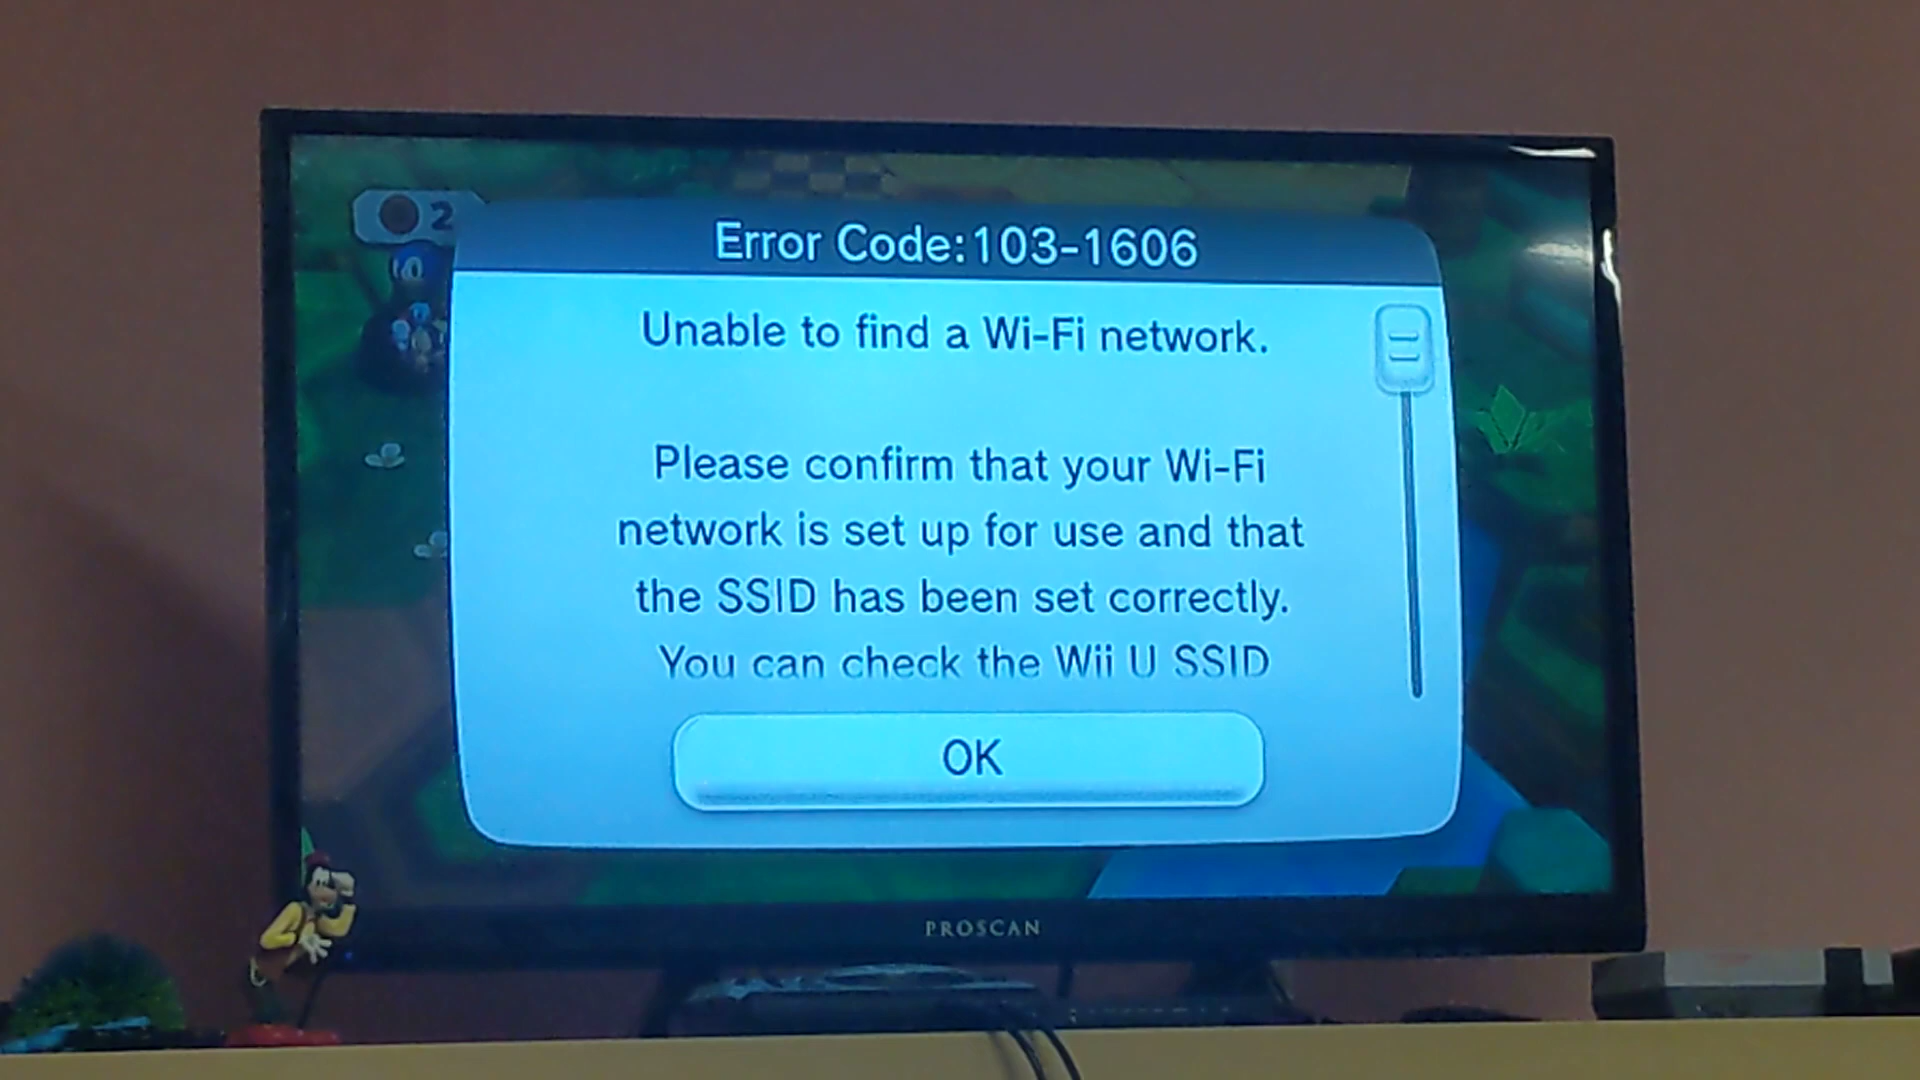 2
Error Code:103-1606
Unable to find a Wi-Fi network.
Please confirm that your Wi-Fi
network is set up for use and that
the SSID has been set correctly.
You can check the Wii U SSID
OK
PROSCAN